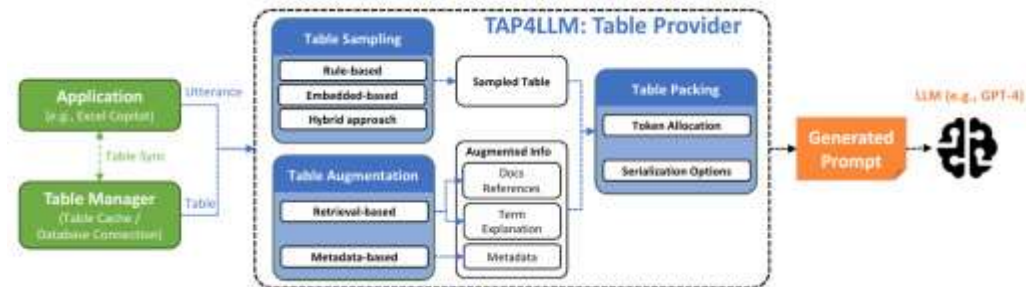 TAP4LLM: Table Provider
Application
(e.g., Excel Copilot)
Utterance
Table Sync
Table Manager
(Table Cache /
Database Connection)
Table
Table Sampling
Rule-based
Embedded-based
Hybrid approach
Table Augmentation
Retrieval-based
Metadata-based
Sampled Table
Augmented Info
Docs
References
Term
Explanation
Metadata
Table Packing
Token Allocation
Serialization Options
Generated
Prompt
LLM (e.g., GPT-4)